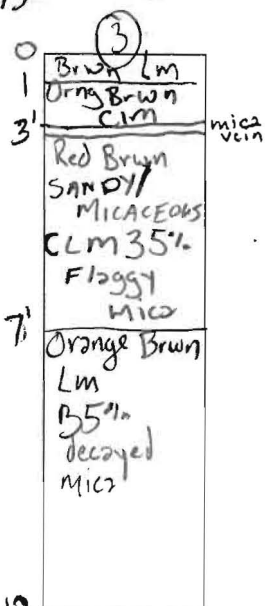 3
0
Brwn Lm
1
Orng Brwn
CLM
3'
mica
vein
Red Brwn
SANDY/
MICACEOUS
CLM 35%
Flaggy
Mica
7'
Orange Brwn
Lm
35%
decayed
Mica